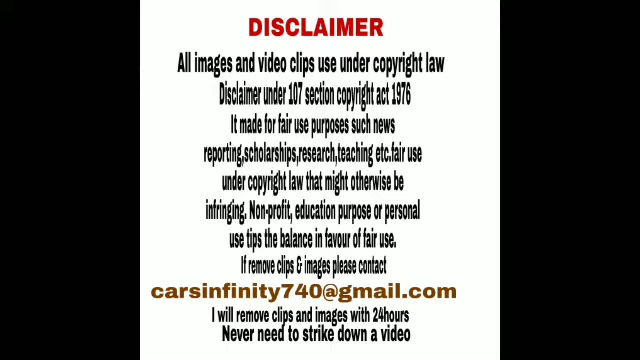 DISCLAIMER
All images and video clips use under copyright law
Disclaimer under 107 section copyright act 1976
It made for fair use purposes such news
reporting,scholarships,research,teaching etc.fair use
under copyright law that might otherwise be
infringing. Non-profit, education purpose or personal
use tips the balance in favour of fair use.
If remove clips & images please contact
carsinfinity740@gmail.com
I will remove clips and images with 24hours
Never need to strike down a video